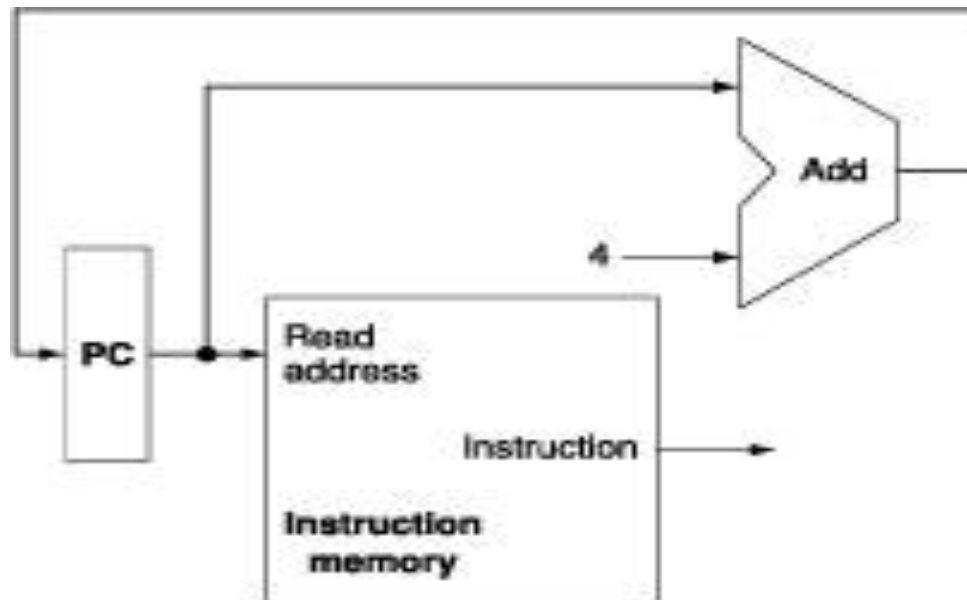 Add
4
PC
Read
address
Instruction
Instruction
memory